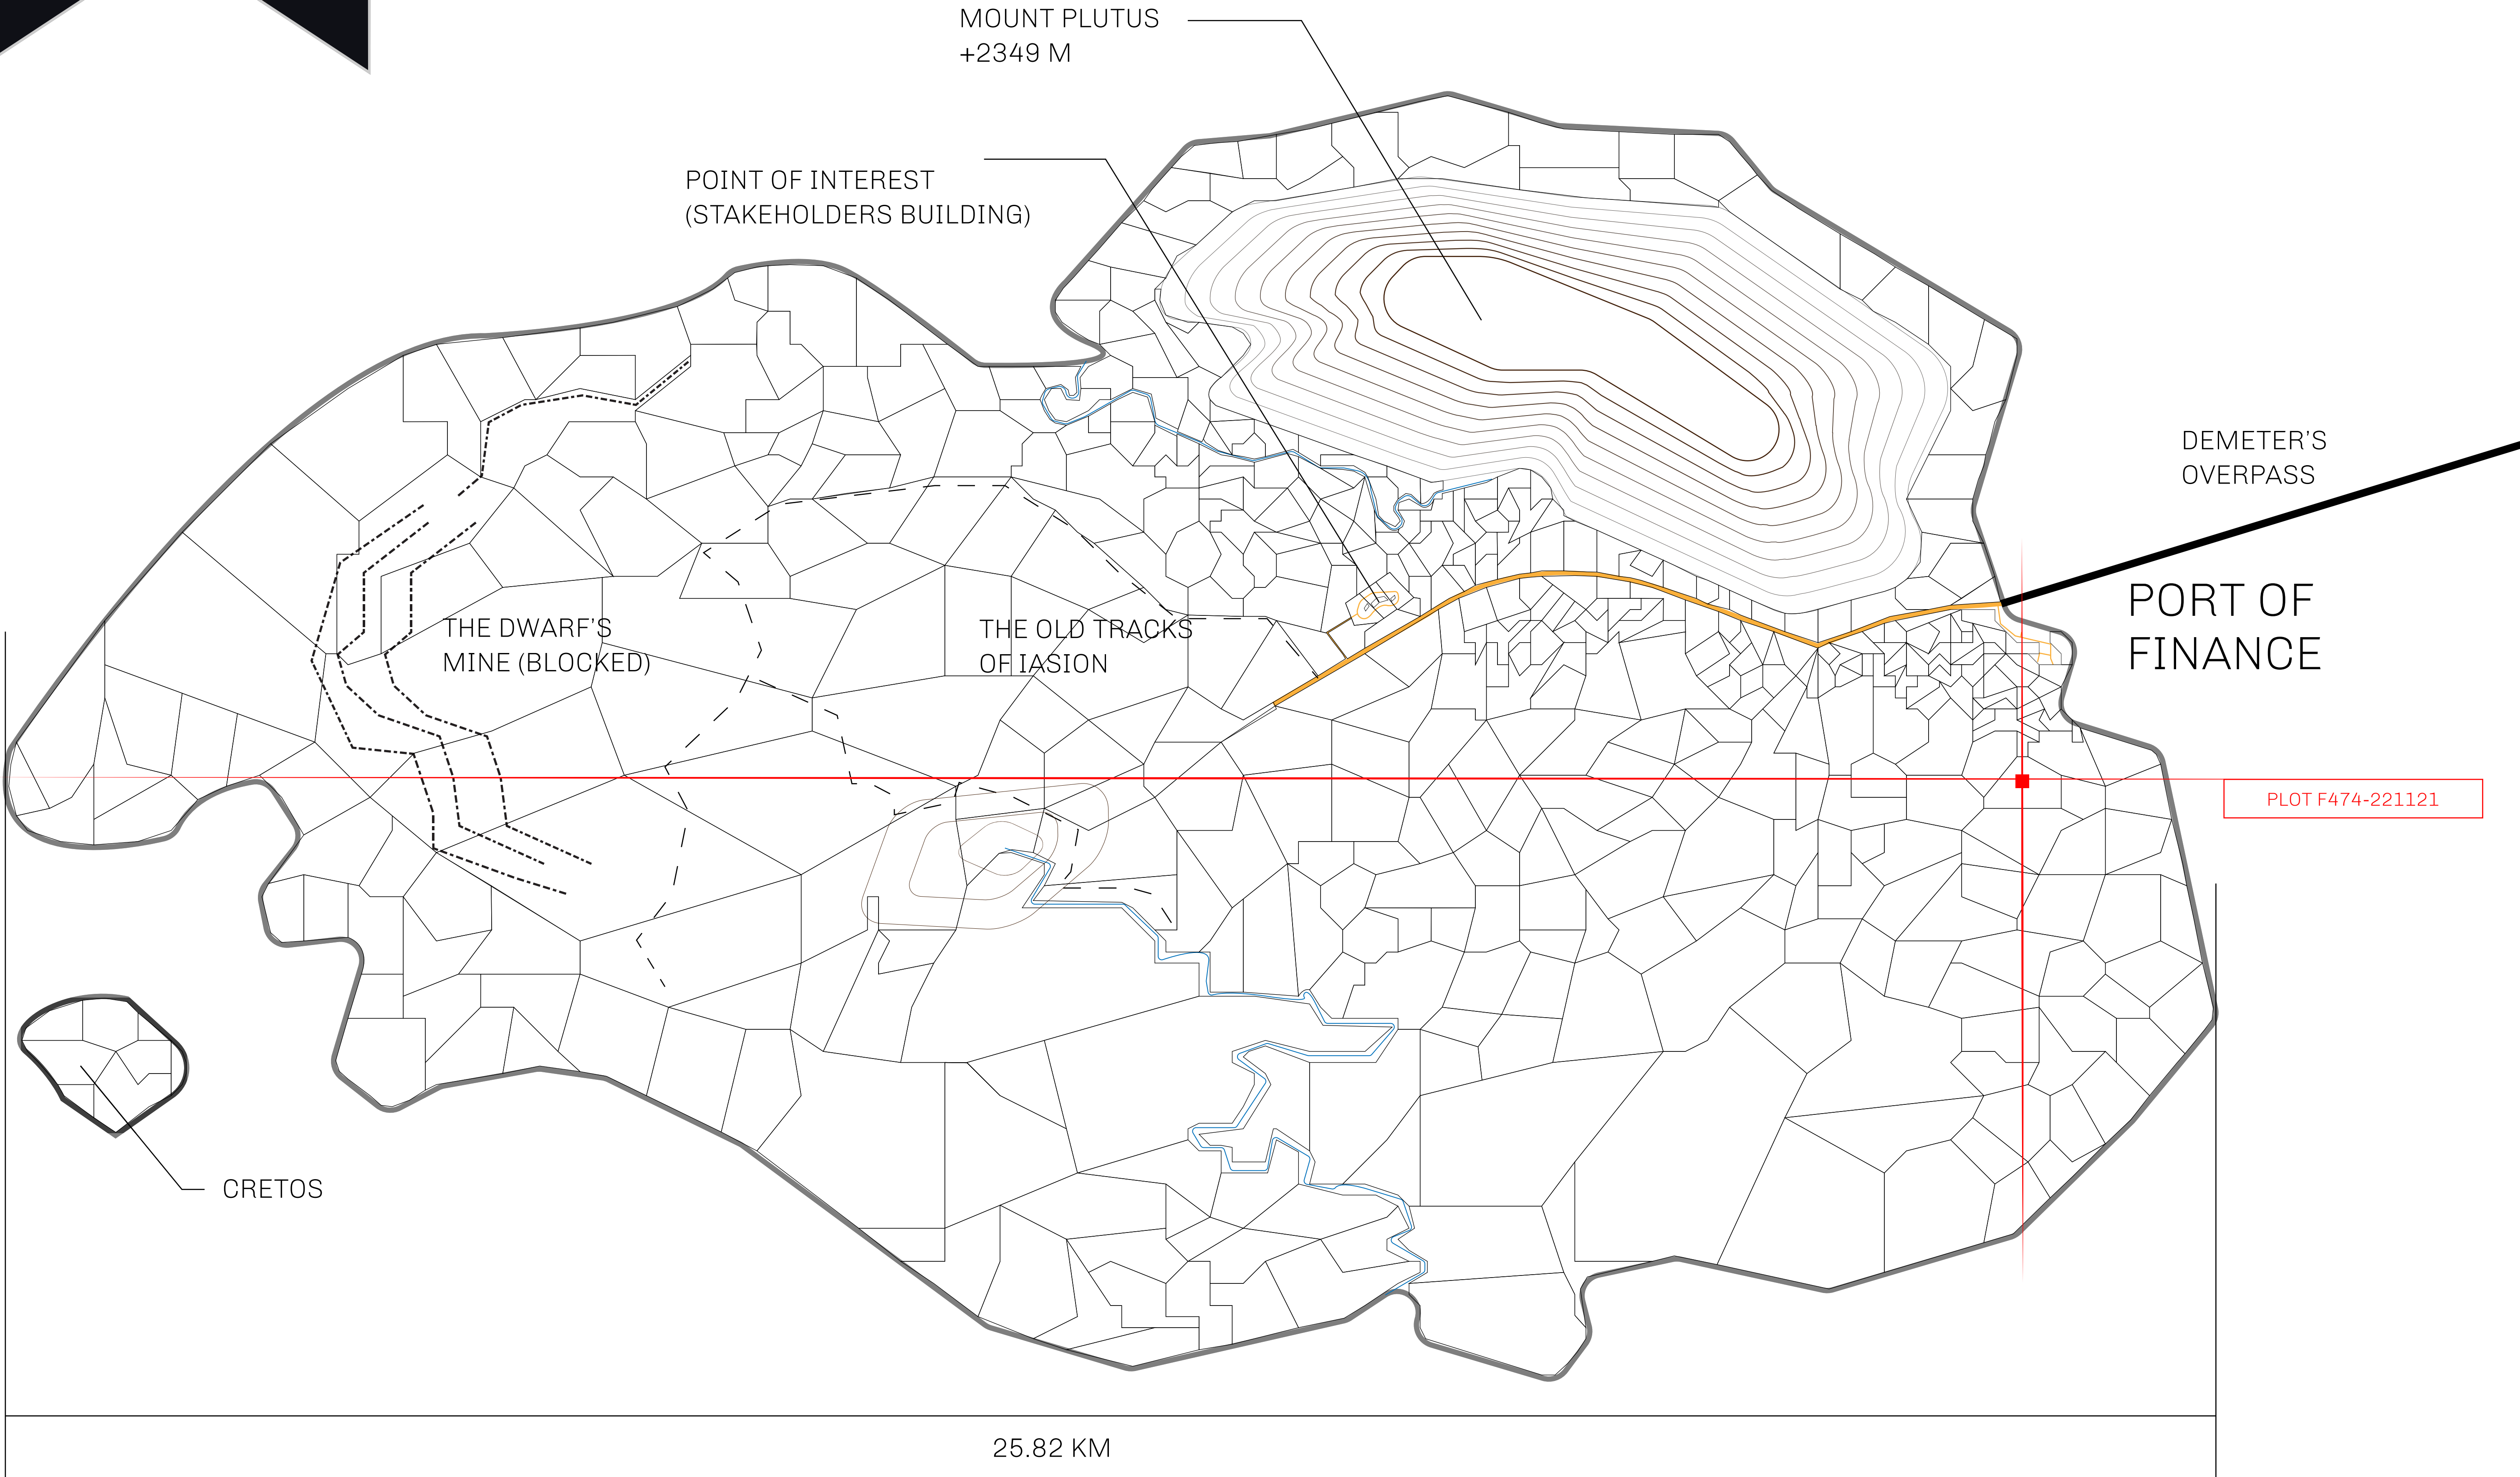 MOUNT PLUTUS
+2349 M
POINT OF INTEREST
(STAKEHOLDERS BUILDING)
DEMETER'S
OVERPASS
PORT OF
FINANCE
THE DWARF'S
MINE (BLOCKED)
THE OLD TRACKS
OF IASION
PLOT F474-221121
CRETOS
25.82 KM